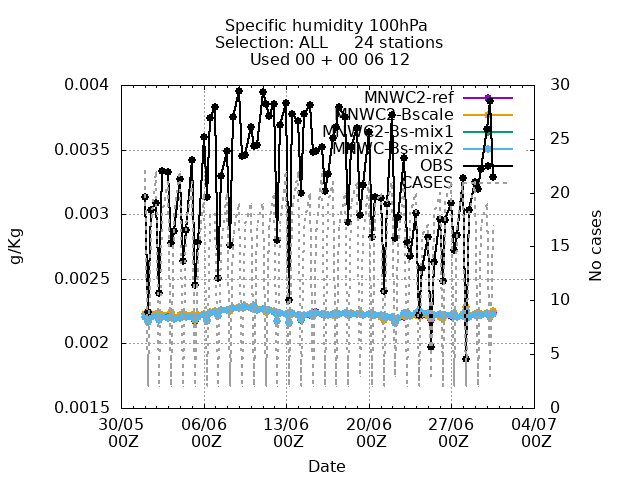 Specific humidity 100hPa
Selection: ALL 24 stations
Used 00 + 00 06 12
MNWC2-ref
MNWC2-Bscale
MNWC2-Bs-mix1
MNWC-Bs-mix2
OBS
CASES
0.004
0.0035
0.003
0.0025
0.002
0.0015
g/Kg
30
25
20
15
10
5
0
No cases
30/05 06/06 13/06 20/06 27/06 04/07
00Z 00Z 00Z 00Z 00Z 00Z
Date